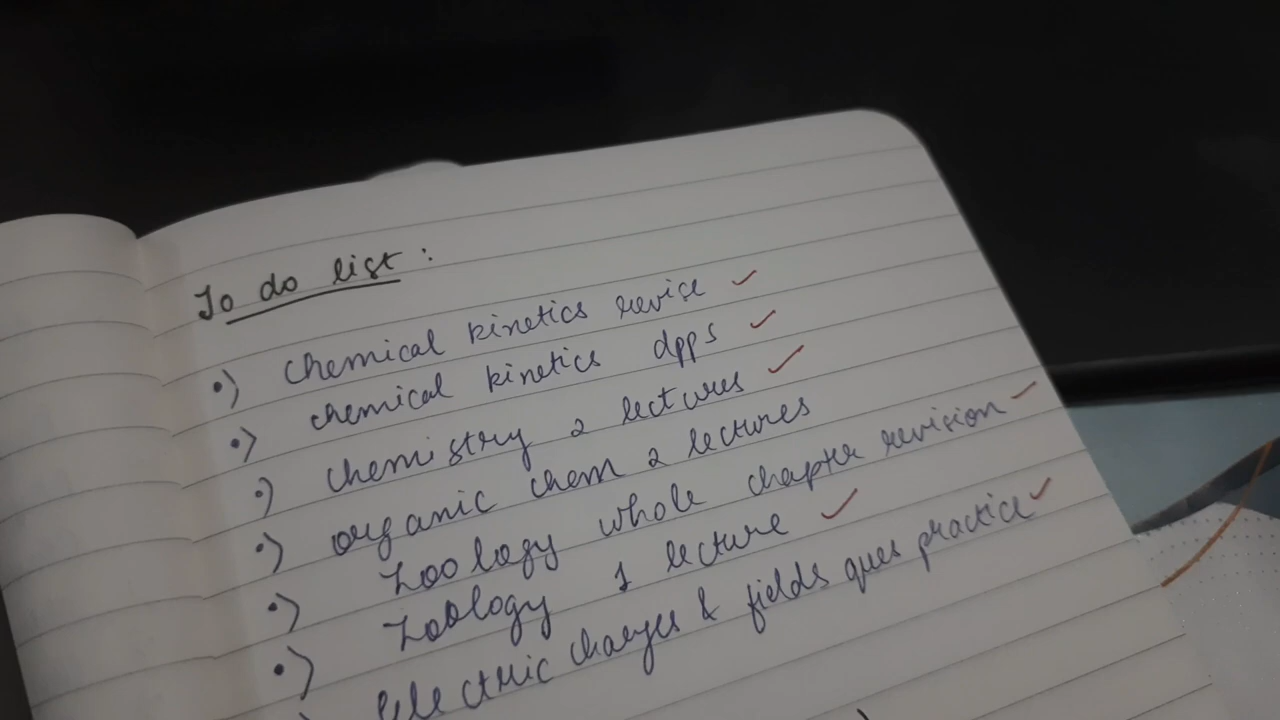 To do list :
•) chemical kinetics revise ✓
•) chemical kinetics dpps ✓
•) chemistry 2 lectures ✓
•) organic chem 2 lectures
•) zoology whole chapter revision ✓
•) zoology 1 lecture ✓
) Electric charges & fields ques practice ✓